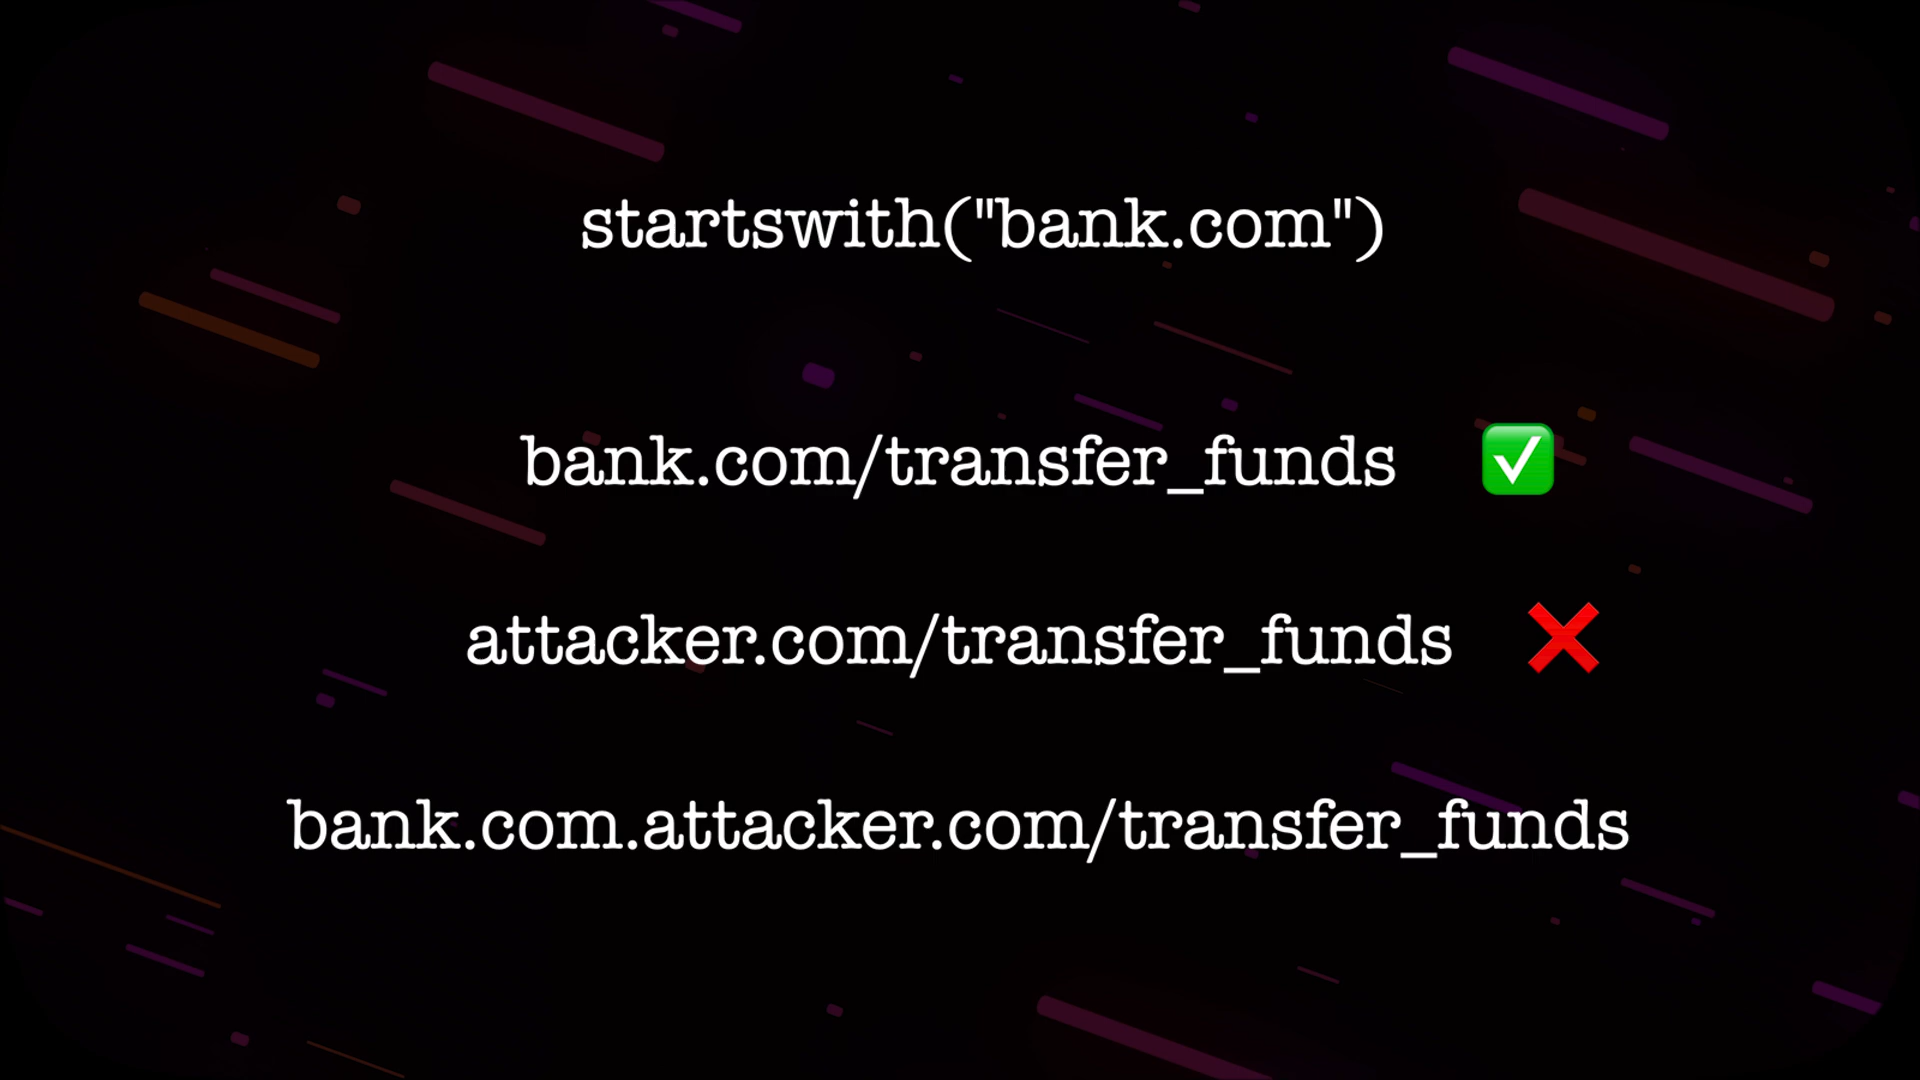 startswith("bank.com")
bank.com/transfer_funds ✅
attacker.com/transfer_funds ❌
bank.com.attacker.com/transfer_funds